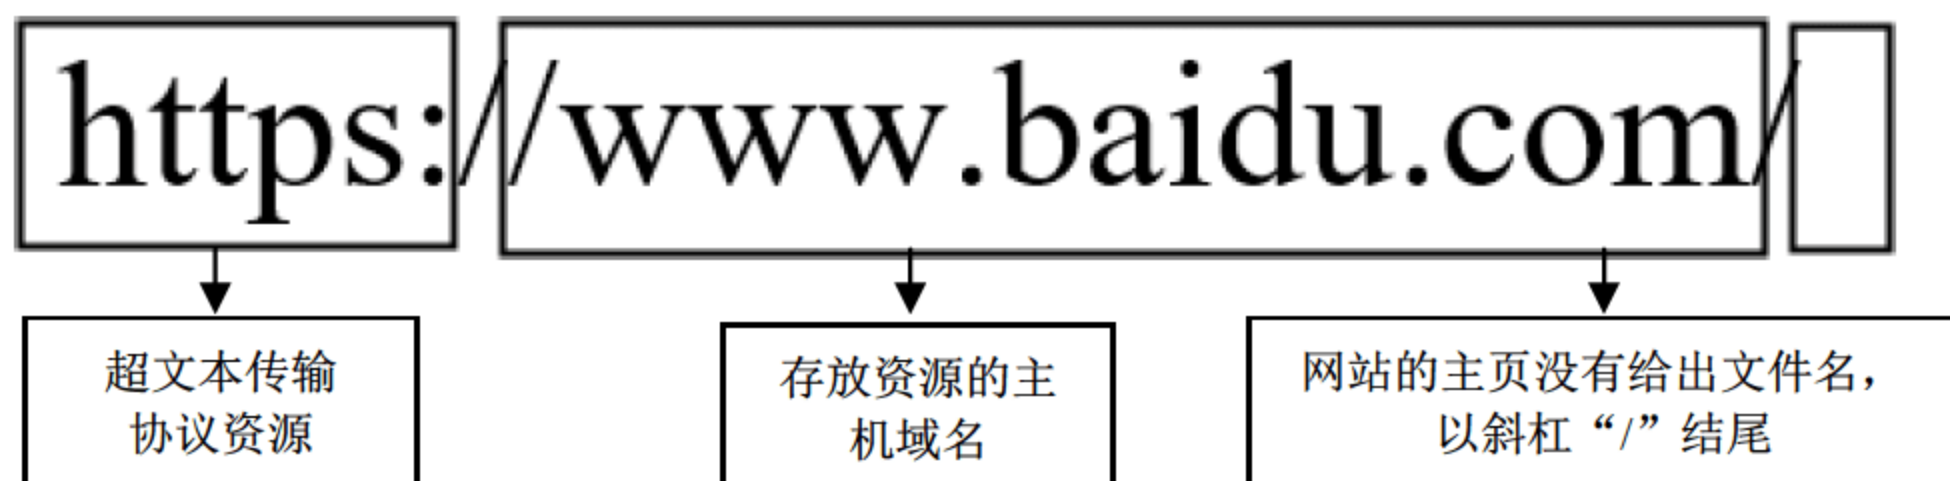 https://www.baidu.com/
超文本传输
协议资源
存放资源的主
机域名
网站的主页没有给出文件名，
以斜杠“/”结尾